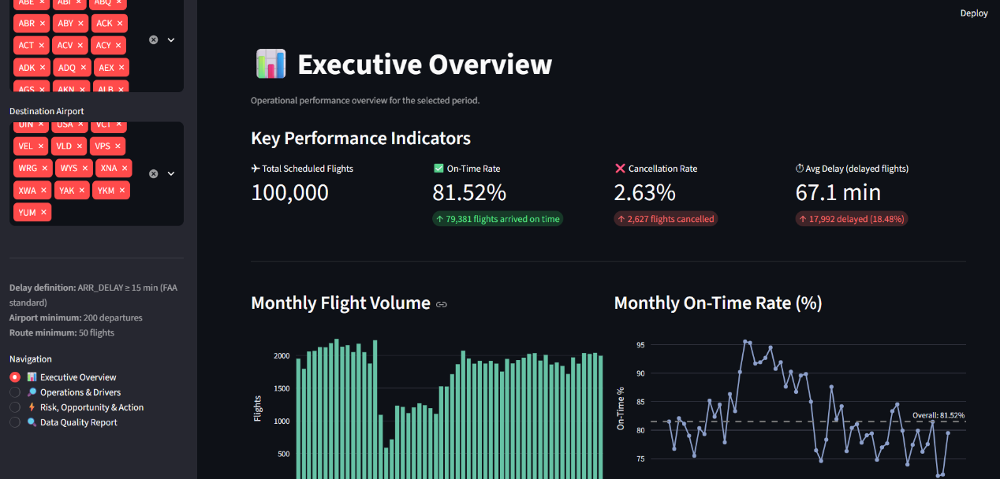 ABE × ABI × ABQ ×
ABR × ABY × ACK ×
ACT × ACV × ACY ×
ADK × ADQ × AEX ×
AGS × AKN × ALB ×
Destination Airport
UIN × USA × VCT ×
VEL × VLD × VPS ×
WRG × WYS × XNA ×
XWA × YAK × YKM ×
YUM ×
Delay definition: ARR_DELAY ≥ 15 min (FAA
standard)
Airport minimum: 200 departures
Route minimum: 50 flights
Navigation
📊 Executive Overview
Operations & Drivers
⚡ Risk, Opportunity & Action
🔍 Data Quality Report
Deploy
📊 Executive Overview
Operational performance overview for the selected period.
Key Performance Indicators
✈ Total Scheduled Flights
100,000
✅ On-Time Rate
81.52%
↑ 79,381 flights arrived on time
❌ Cancellation Rate
2.63%
↑ 2,627 flights cancelled
⏱ Avg Delay (delayed flights)
67.1 min
↑ 17,992 delayed (18.48%)
Monthly Flight Volume
Flights
2000
1500
1000
500
Monthly On-Time Rate (%)
On-Time %
95
90
85
80
75
Overall: 81.52%